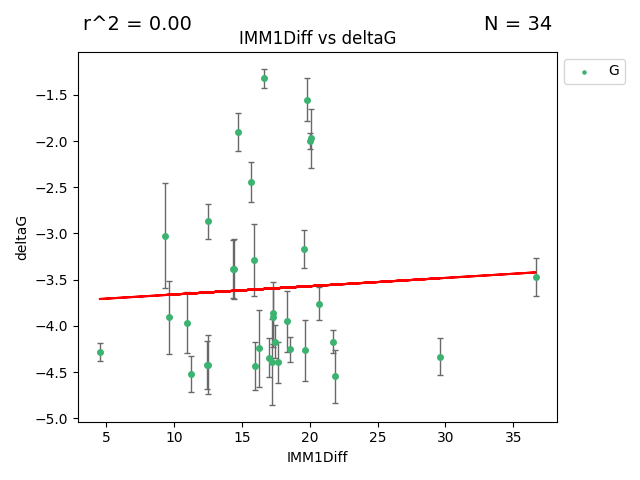 r^2 = 0.00
N = 34
IMM1Diff vs deltaG
G
−1.5
−2.0
−2.5
−3.0
−3.5
−4.0
−4.5
−5.0
deltaG
5 10 15 20 25 30 35
IMM1Diff